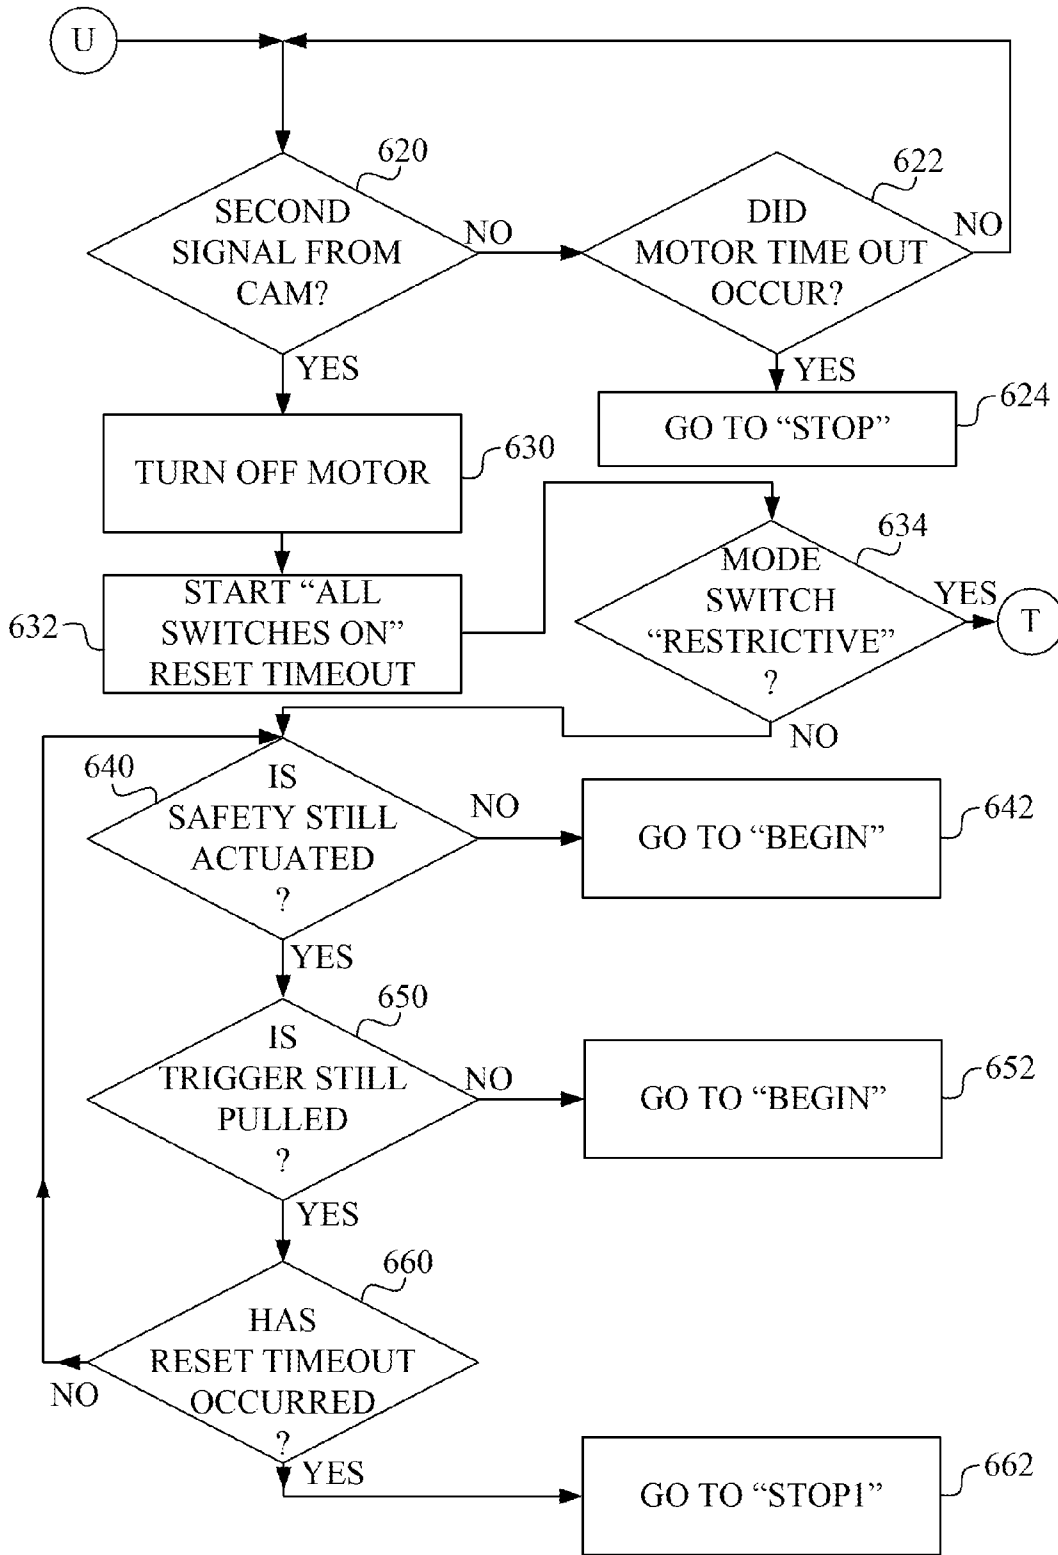 U
620
SECOND
SIGNAL FROM
CAM?
NO
622
DID
MOTOR TIME OUT
OCCUR?
NO
YES
YES
624
GO TO “STOP”
630
TURN OFF MOTOR
632
START “ALL
SWITCHES ON”
RESET TIMEOUT
634
MODE
SWITCH
“RESTRICTIVE”
?
YES
T
NO
640
IS
SAFETY STILL
ACTUATED
?
NO
642
GO TO “BEGIN”
YES
650
IS
TRIGGER STILL
PULLED
?
NO
652
GO TO “BEGIN”
YES
660
HAS
RESET TIMEOUT
OCCURRED
?
NO
YES
662
GO TO “STOP1”